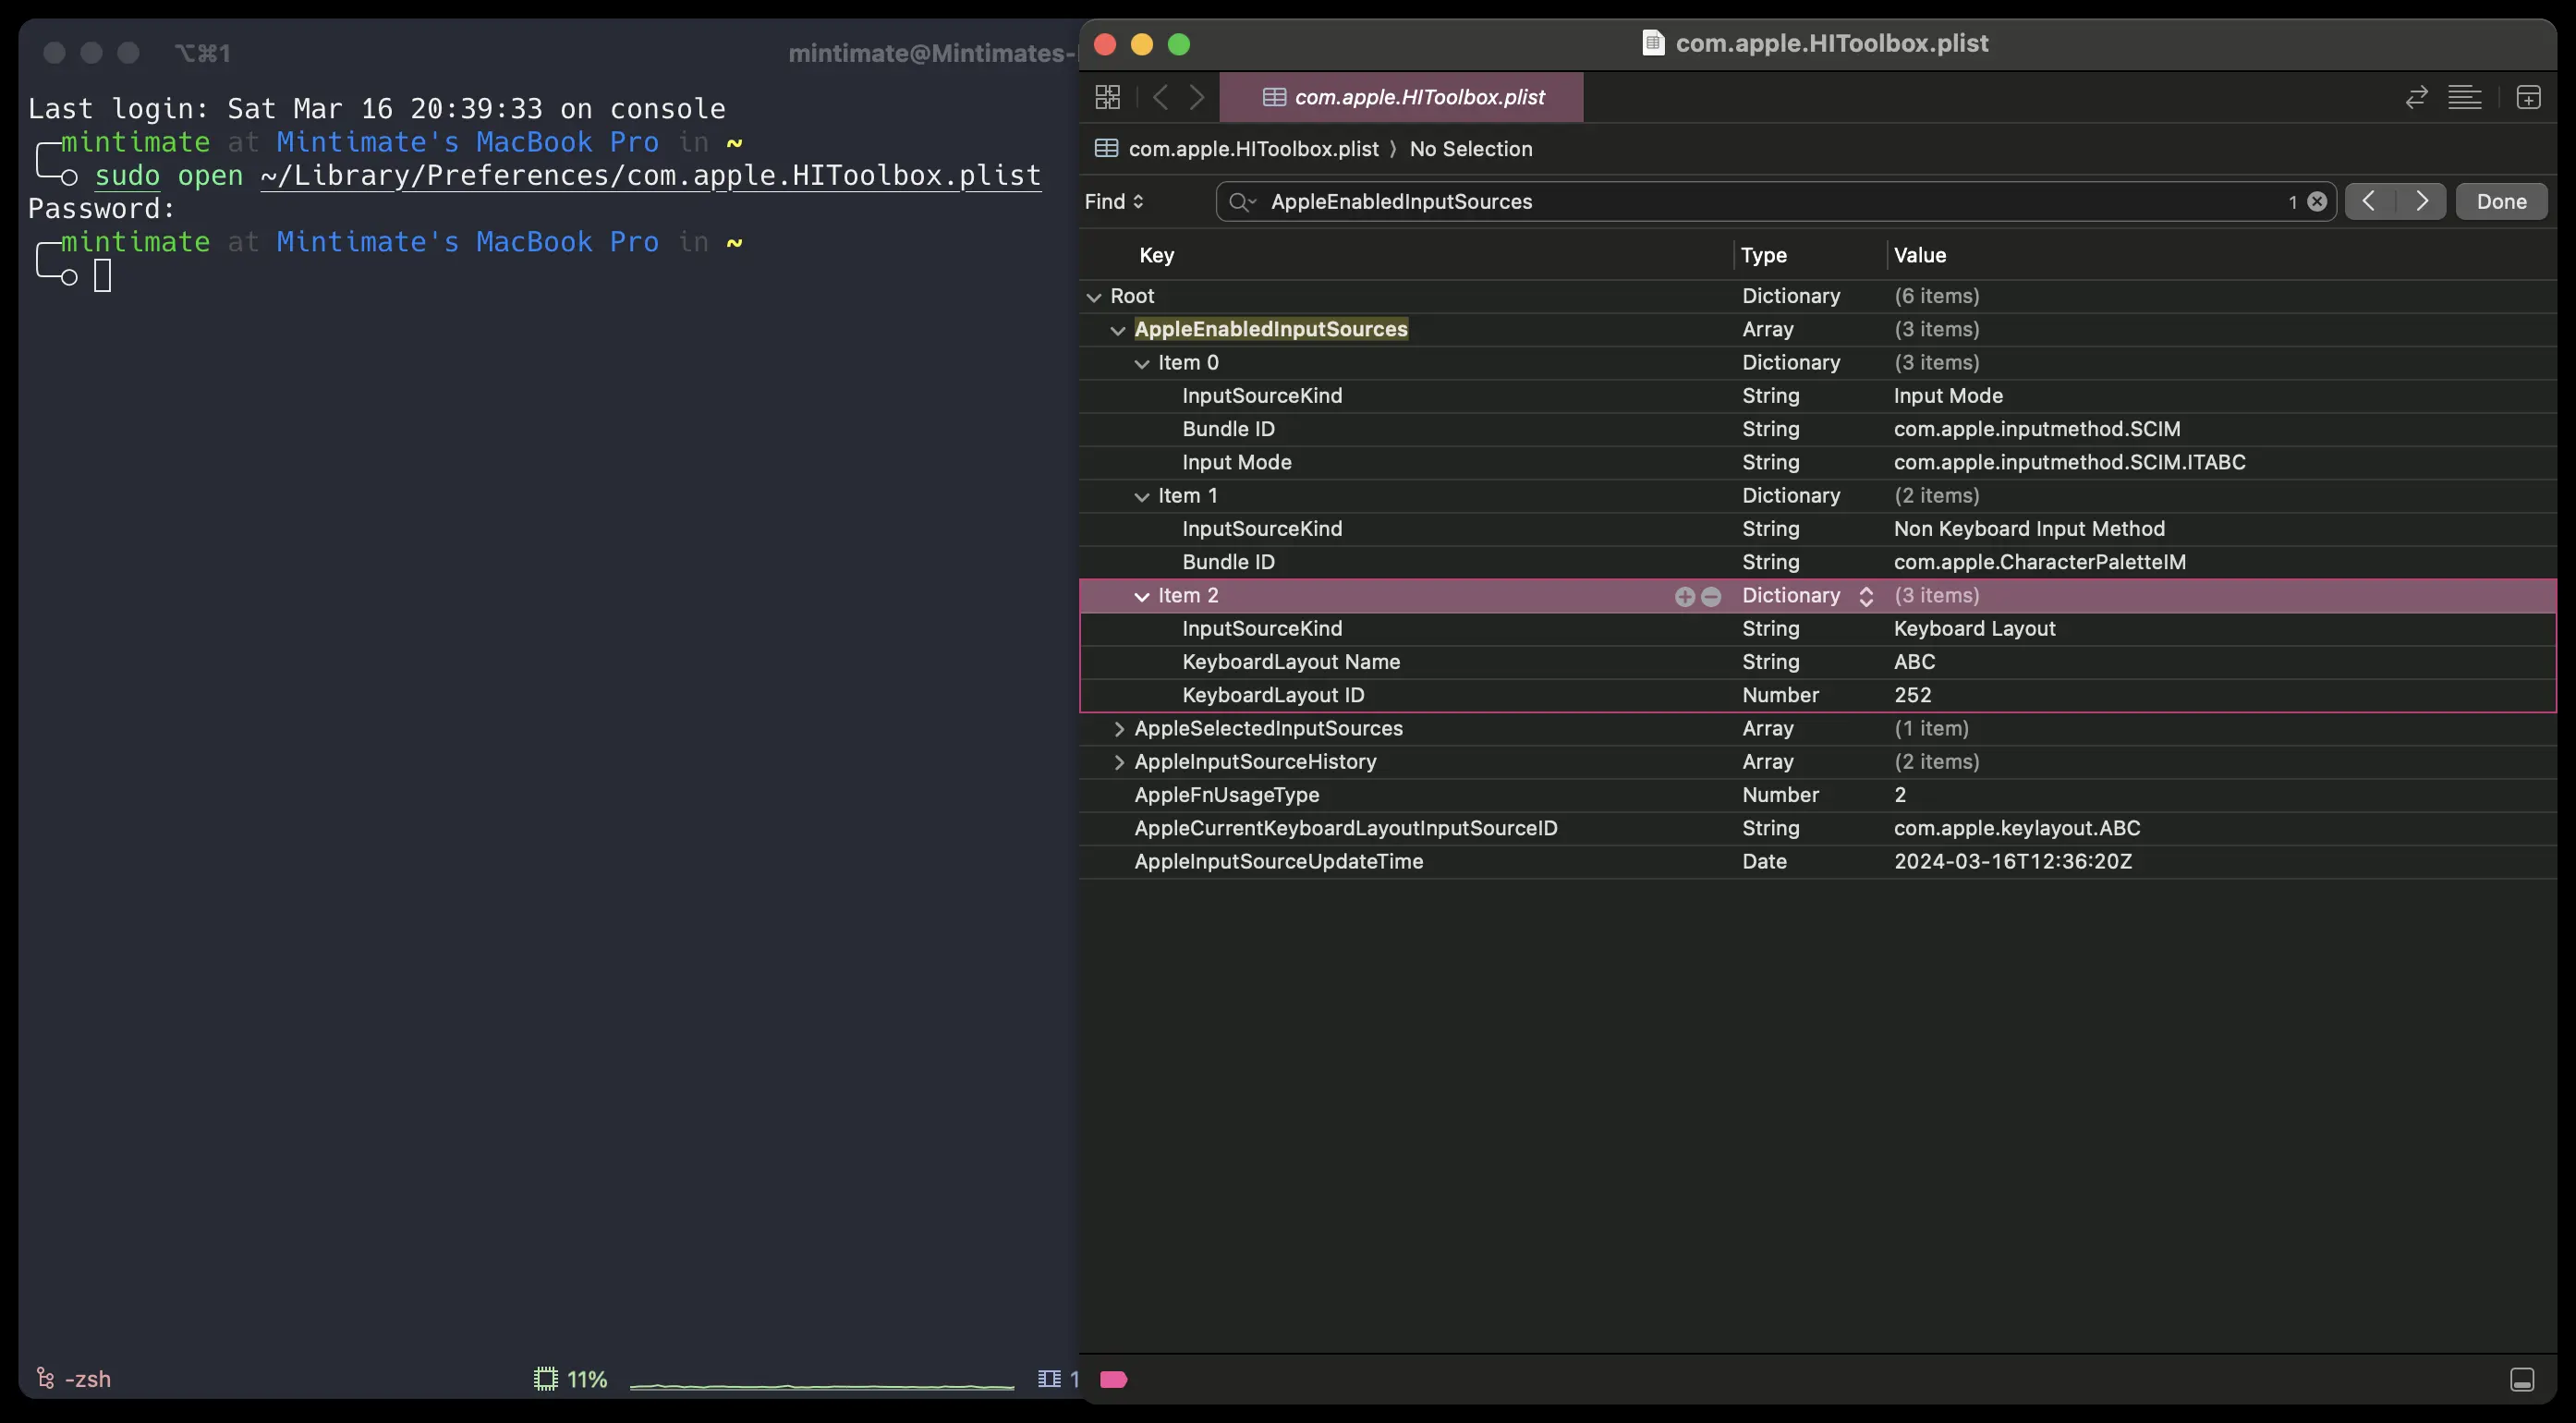 ⌥⌘1
mintimate@Mintimates-
Last login: Sat Mar 16 20:39:33 on console
mintimate at Mintimate's MacBook Pro in ~
sudo open ~/Library/Preferences/com.apple.HIToolbox.plist
Password:
mintimate at Mintimate's MacBook Pro in ~
-zsh
11%
1
com.apple.HIToolbox.plist
com.apple.HIToolbox.plist
com.apple.HIToolbox.plist 〉 No Selection
Find AppleEnabledInputSources 1 Done
Key Type Value
Root Dictionary (6 items)
AppleEnabledInputSources Array (3 items)
Item 0 Dictionary (3 items)
InputSourceKind String Input Mode
Bundle ID String com.apple.inputmethod.SCIM
Input Mode String com.apple.inputmethod.SCIM.ITABC
Item 1 Dictionary (2 items)
InputSourceKind String Non Keyboard Input Method
Bundle ID String com.apple.CharacterPaletteIM
Item 2 Dictionary (3 items)
InputSourceKind String Keyboard Layout
KeyboardLayout Name String ABC
KeyboardLayout ID Number 252
AppleSelectedInputSources Array (1 item)
AppleInputSourceHistory Array (2 items)
AppleFnUsageType Number 2
AppleCurrentKeyboardLayoutInputSourceID String com.apple.keylayout.ABC
AppleInputSourceUpdateTime Date 2024-03-16T12:36:20Z